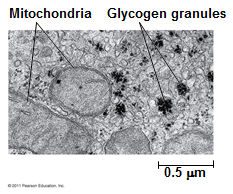 Mitochondria Glycogen granules
0.5 µm
© 2011 Pearson Education, Inc.